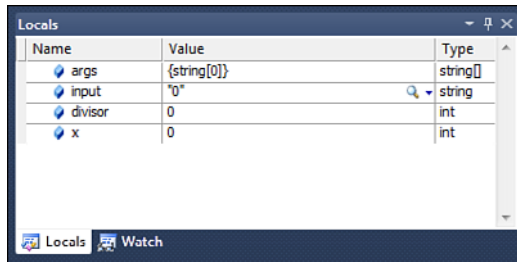 Locals
Name Value Type
args {string[0]} string[]
input "0" string
divisor 0 int
x 0 int
Locals Watch